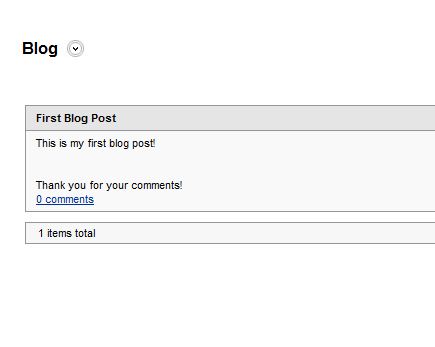 Blog
First Blog Post
This is my first blog post!
Thank you for your comments!
0 comments
1 items total